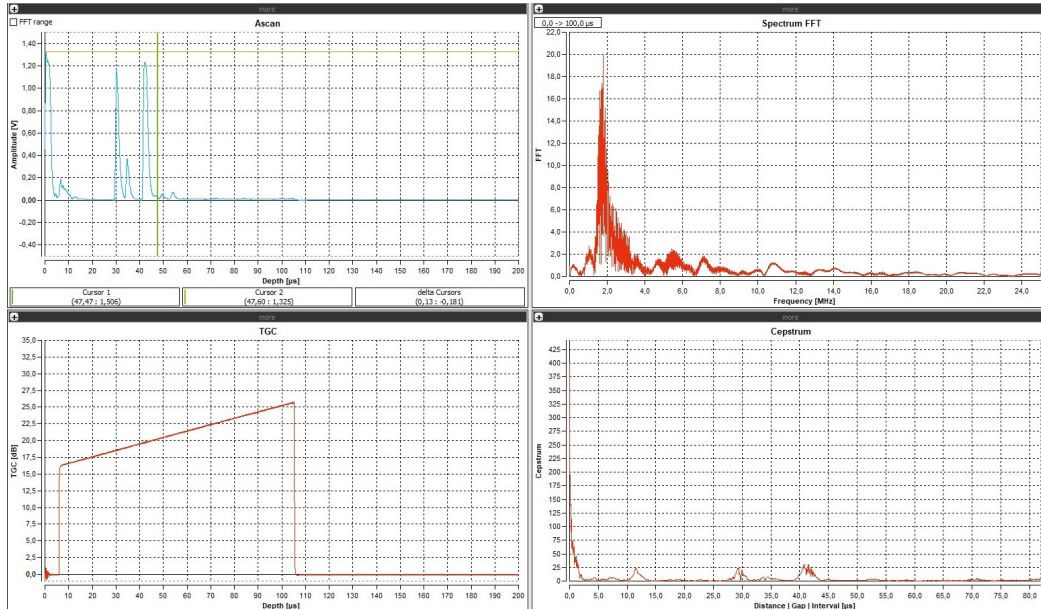 more
FFT range
Ascan
1,40
1,20
1,00
0,80
0,60
0,40
0,20
0,00
-0,20
-0,40
Amplitude [V]
0 10 20 30 40 50 60 70 80 90 100 110 120 130 140 150 160 170 180 190 200
Depth [µs]
Cursor 1
(47,47 : 1,506)
Cursor 2
(47,60 : 1,325)
delta Cursors
(0,13 : -0,181)
more
0,0 -> 100,0 µs
Spectrum FFT
22,0
20,0
18,0
16,0
14,0
12,0
10,0
8,0
6,0
4,0
2,0
0,0
FFT
0,0 2,0 4,0 6,0 8,0 10,0 12,0 14,0 16,0 18,0 20,0 22,0 24,0
Frequency [MHz]
more
TGC
35,0
32,5
30,0
27,5
25,0
22,5
20,0
17,5
15,0
12,5
10,0
7,5
5,0
2,5
0,0
TGC [dB]
0 10 20 30 40 50 60 70 80 90 100 110 120 130 140 150 160 170 180 190 200
Depth [µs]
more
Cepstrum
425
400
375
350
325
300
275
250
225
200
175
150
125
100
75
50
25
0
Cepstrum
0,0 5,0 10,0 15,0 20,0 25,0 30,0 35,0 40,0 45,0 50,0 55,0 60,0 65,0 70,0 75,0 80,0
Distance | Gap | Interval [µs]